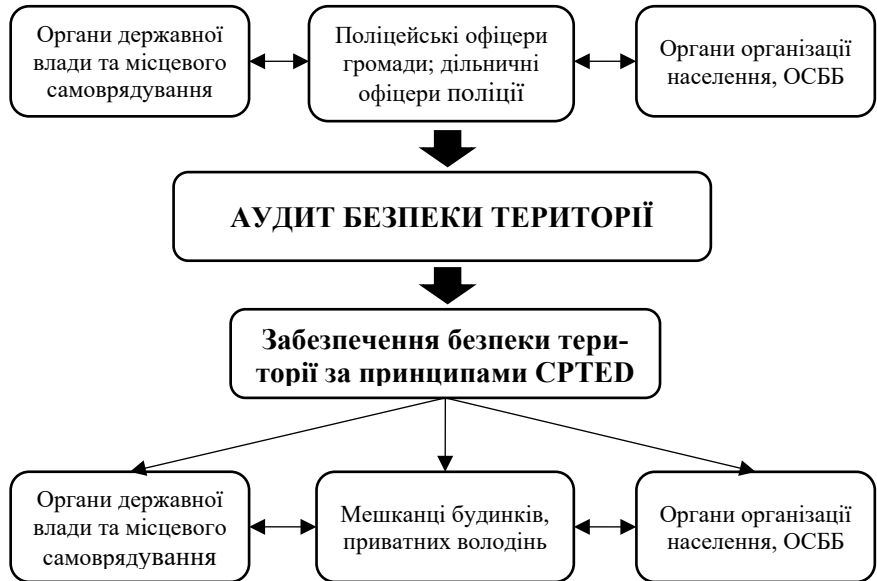 Органи державної
влади та місцевого
самоврядування
Поліцейські офіцери
громади; дільничні
офіцери поліції
Органи організації
населення, ОСББ
АУДИТ БЕЗПЕКИ ТЕРИТОРІЇ
Забезпечення безпеки тери-
торії за принципами CPTED
Органи державної
влади та місцевого
самоврядування
Мешканці будинків,
приватних володінь
Органи організації
населення, ОСББ